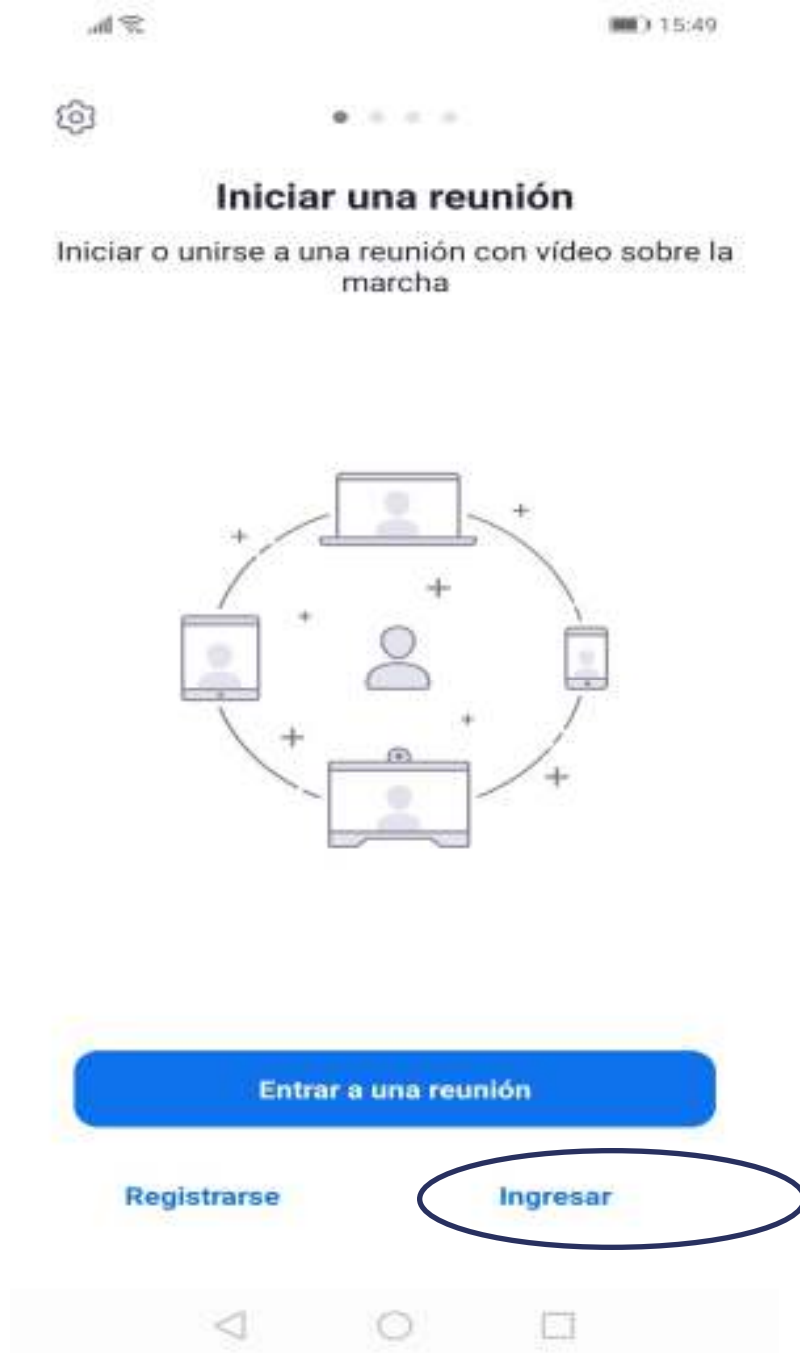 15:49
Iniciar una reunión
Iniciar o unirse a una reunión con vídeo sobre la
marcha
Entrar a una reunión
Registrarse
Ingresar